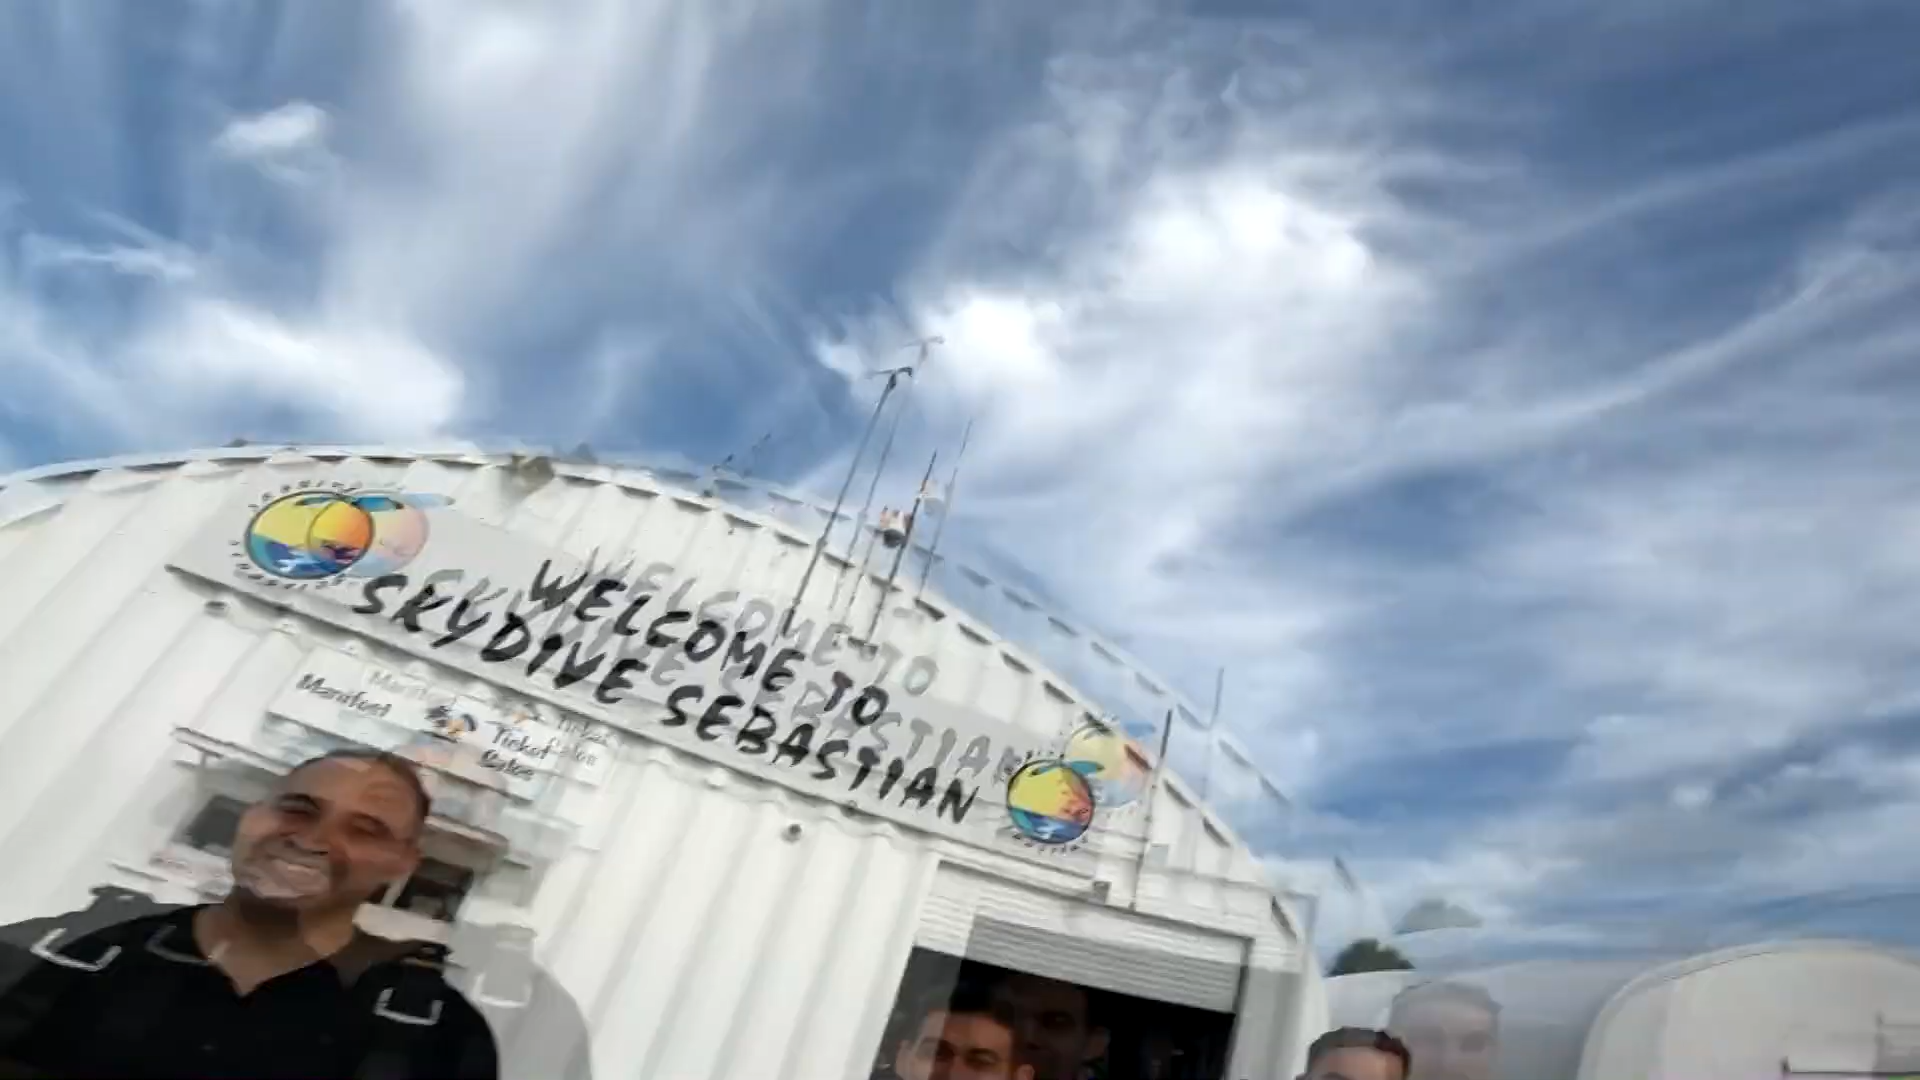 WELCOME TO
SKYDIVE SEBASTIAN
Manifest
Ticket
Sales